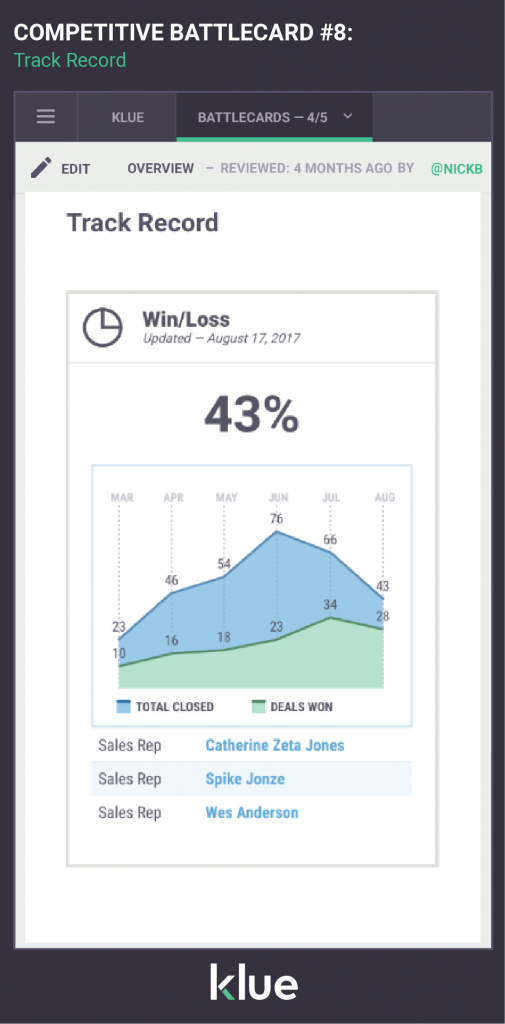 COMPETITIVE BATTLECARD #8:
Track Record
KLUE
BATTLECARDS – 4/5
EDIT
OVERVIEW – REVIEWED: 4 MONTHS AGO BY @NICKB
Track Record
Win/Loss
Updated – August 17, 2017
43%
MAR APR MAY JUN JUL AUG
76
66
54
46
43
34
28
23
23
18
16
10
TOTAL CLOSED DEALS WON
Sales Rep Catherine Zeta Jones
Sales Rep Spike Jonze
Sales Rep Wes Anderson
klue